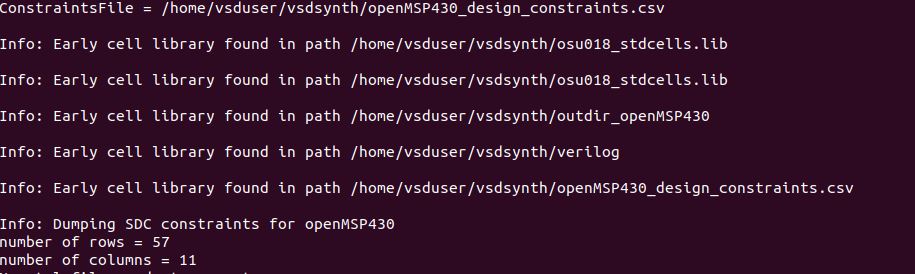 ConstraintsFile = /home/vsduser/vsdsynth/openMSP430_design_constraints.csv
Info: Early cell library found in path /home/vsduser/vsdsynth/osu018_stdcells.lib
Info: Early cell library found in path /home/vsduser/vsdsynth/osu018_stdcells.lib
Info: Early cell library found in path /home/vsduser/vsdsynth/outdir_openMSP430
Info: Early cell library found in path /home/vsduser/vsdsynth/verilog
Info: Early cell library found in path /home/vsduser/vsdsynth/openMSP430_design_constraints.csv
Info: Dumping SDC constraints for openMSP430
number of rows = 57
number of columns = 11